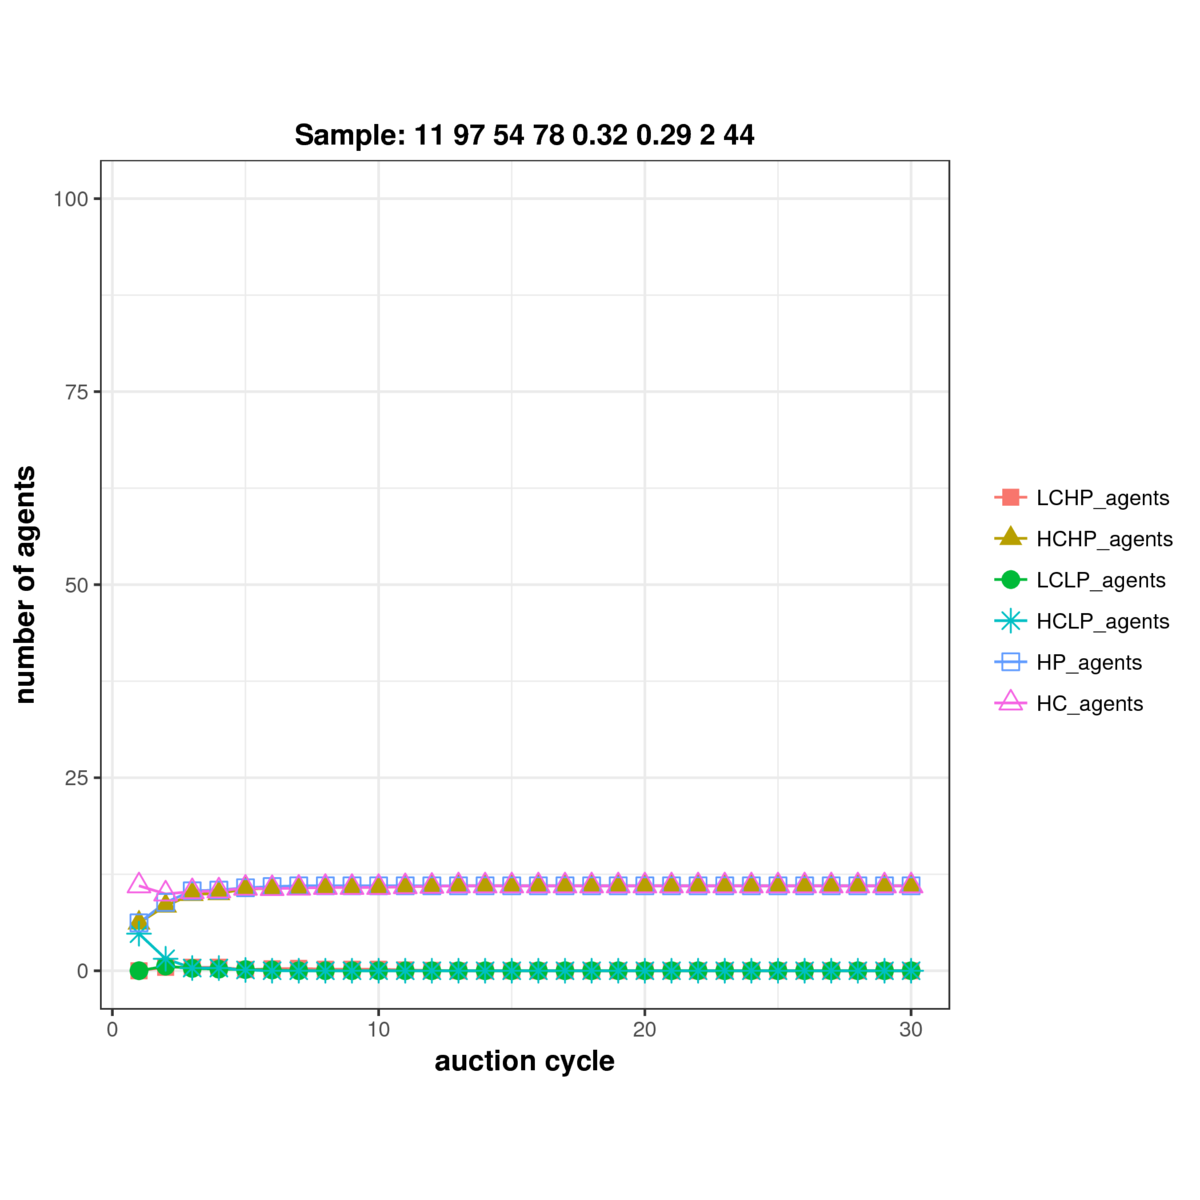 Sample: 11 97 54 78 0.32 0.29 2 44
number of agents
100
75
50
25
0
0 10 20 30
auction cycle
LCHP_agents
HCHP_agents
LCLP_agents
HCLP_agents
HP_agents
HC_agents